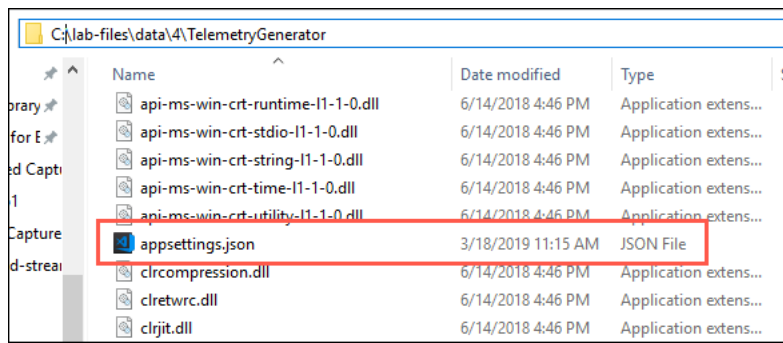 C:\lab-files\data\4\TelemetryGenerator
Name Date modified Type
api-ms-win-crt-runtime-l1-1-0.dll 6/14/2018 4:46 PM Application extens...
api-ms-win-crt-stdio-l1-1-0.dll 6/14/2018 4:46 PM Application extens...
api-ms-win-crt-string-l1-1-0.dll 6/14/2018 4:46 PM Application extens...
api-ms-win-crt-time-l1-1-0.dll 6/14/2018 4:46 PM Application extens...
api-ms-win-crt-utility-l1-1-0.dll 6/14/2018 4:46 PM Application extens...
appsettings.json 3/18/2019 11:15 AM JSON File
clrcompression.dll 6/14/2018 4:46 PM Application extens...
clretwrc.dll 6/14/2018 4:46 PM Application extens...
clrjit.dll 6/14/2018 4:46 PM Application extens...
brary
for E
ed Captu
Capture
d-strea